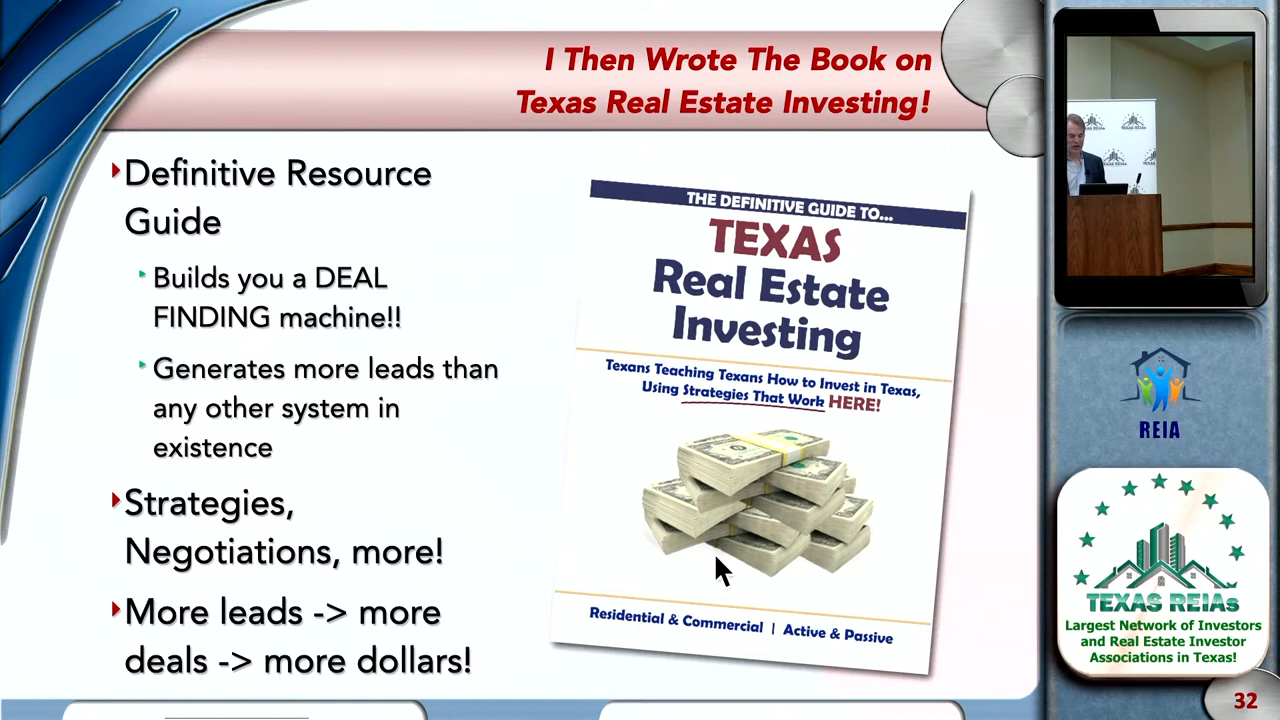 I Then Wrote The Book on
Texas Real Estate Investing!
Definitive Resource
Guide
Builds you a DEAL
FINDING machine!!
Generates more leads than
any other system in
existence
Strategies,
Negotiations, more!
More leads -> more
deals -> more dollars!
THE DEFINITIVE GUIDE TO...
TEXAS
Real Estate
Investing
Texans Teaching Texans How to Invest in Texas,
Using Strategies That Work HERE!
Residential & Commercial | Active & Passive
TEXAS REIAs
REIA
TEXAS REIAs
Largest Network of Investors
and Real Estate Investor
Associations in Texas!
32